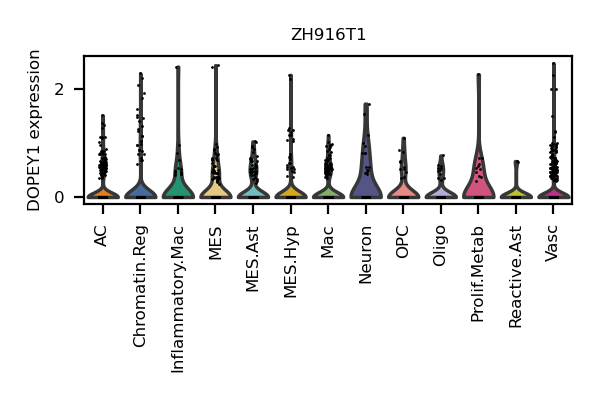 ZH916T1
DOPEY1 expression
2
0
AC
Chromatin.Reg
Inflammatory.Mac
MES
MES.Ast
MES.Hyp
Mac
Neuron
OPC
Oligo
Prolif.Metab
Reactive.Ast
Vasc